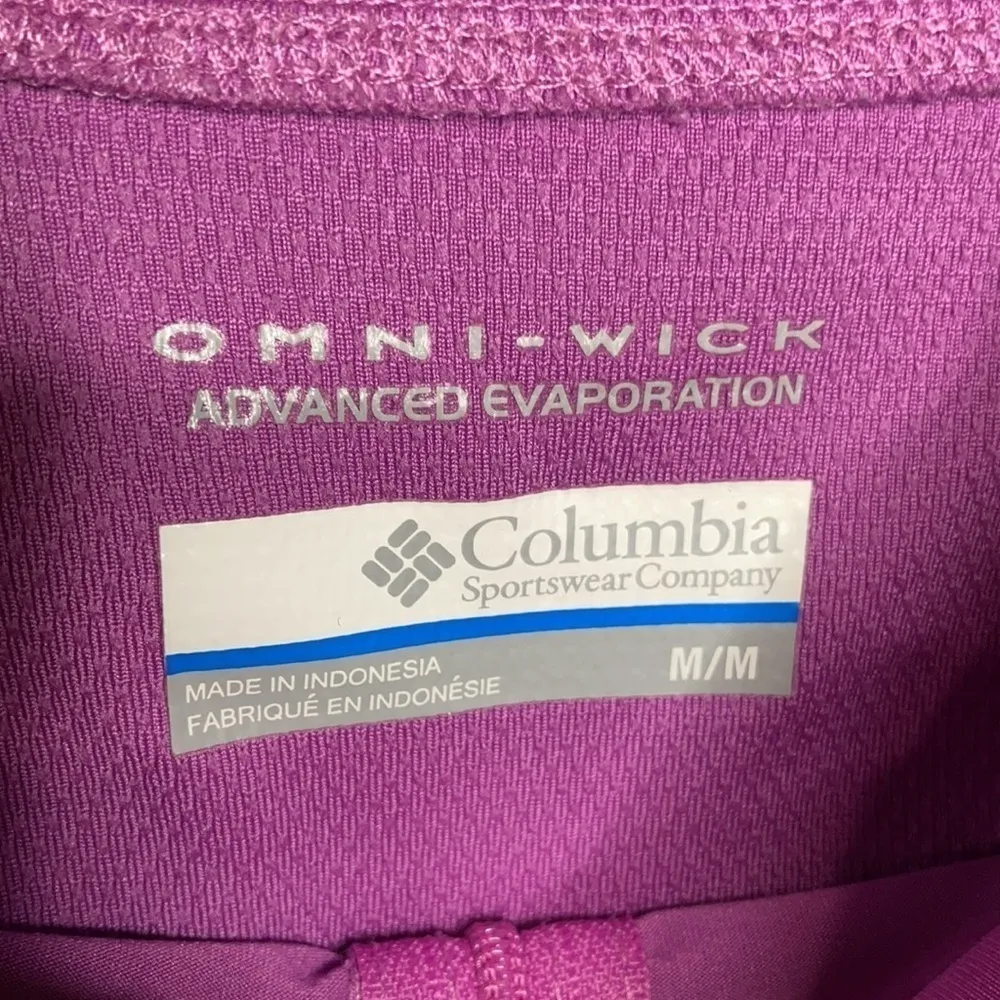 OMNI-WICK
ADVANCED EVAPORATION
Columbia
Sportswear Company
MADE IN INDONESIA
FABRIQUÉ EN INDONÉSIE
M/M